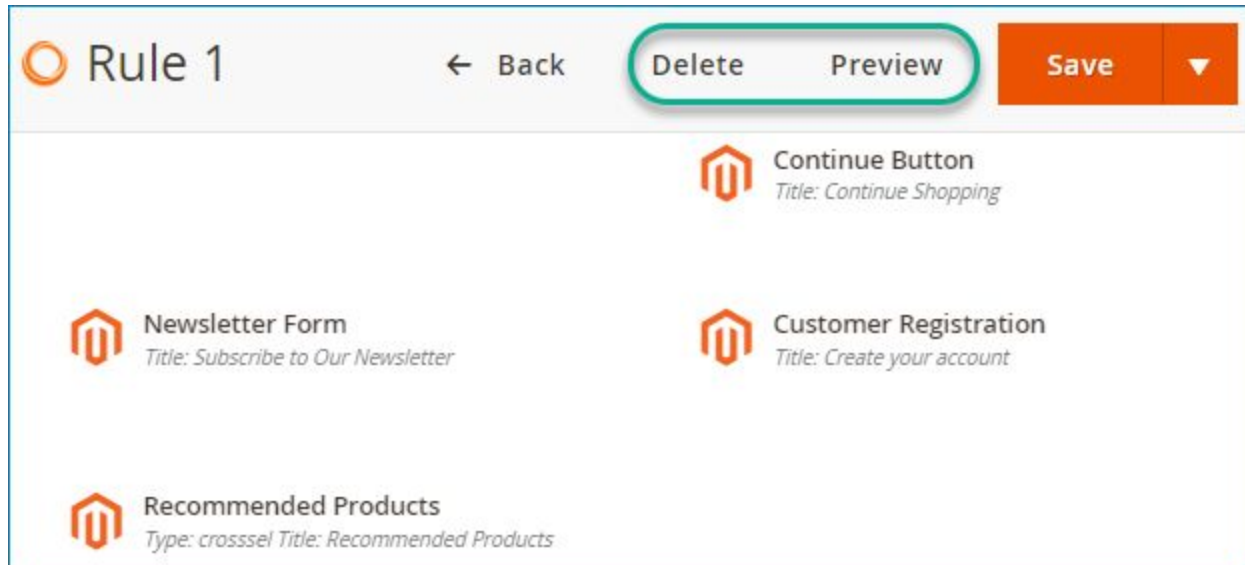 Rule 1
← Back
Delete
Preview
Save
Continue Button
Title: Continue Shopping
Newsletter Form
Title: Subscribe to Our Newsletter
Customer Registration
Title: Create your account
Recommended Products
Type: crosssel Title: Recommended Products